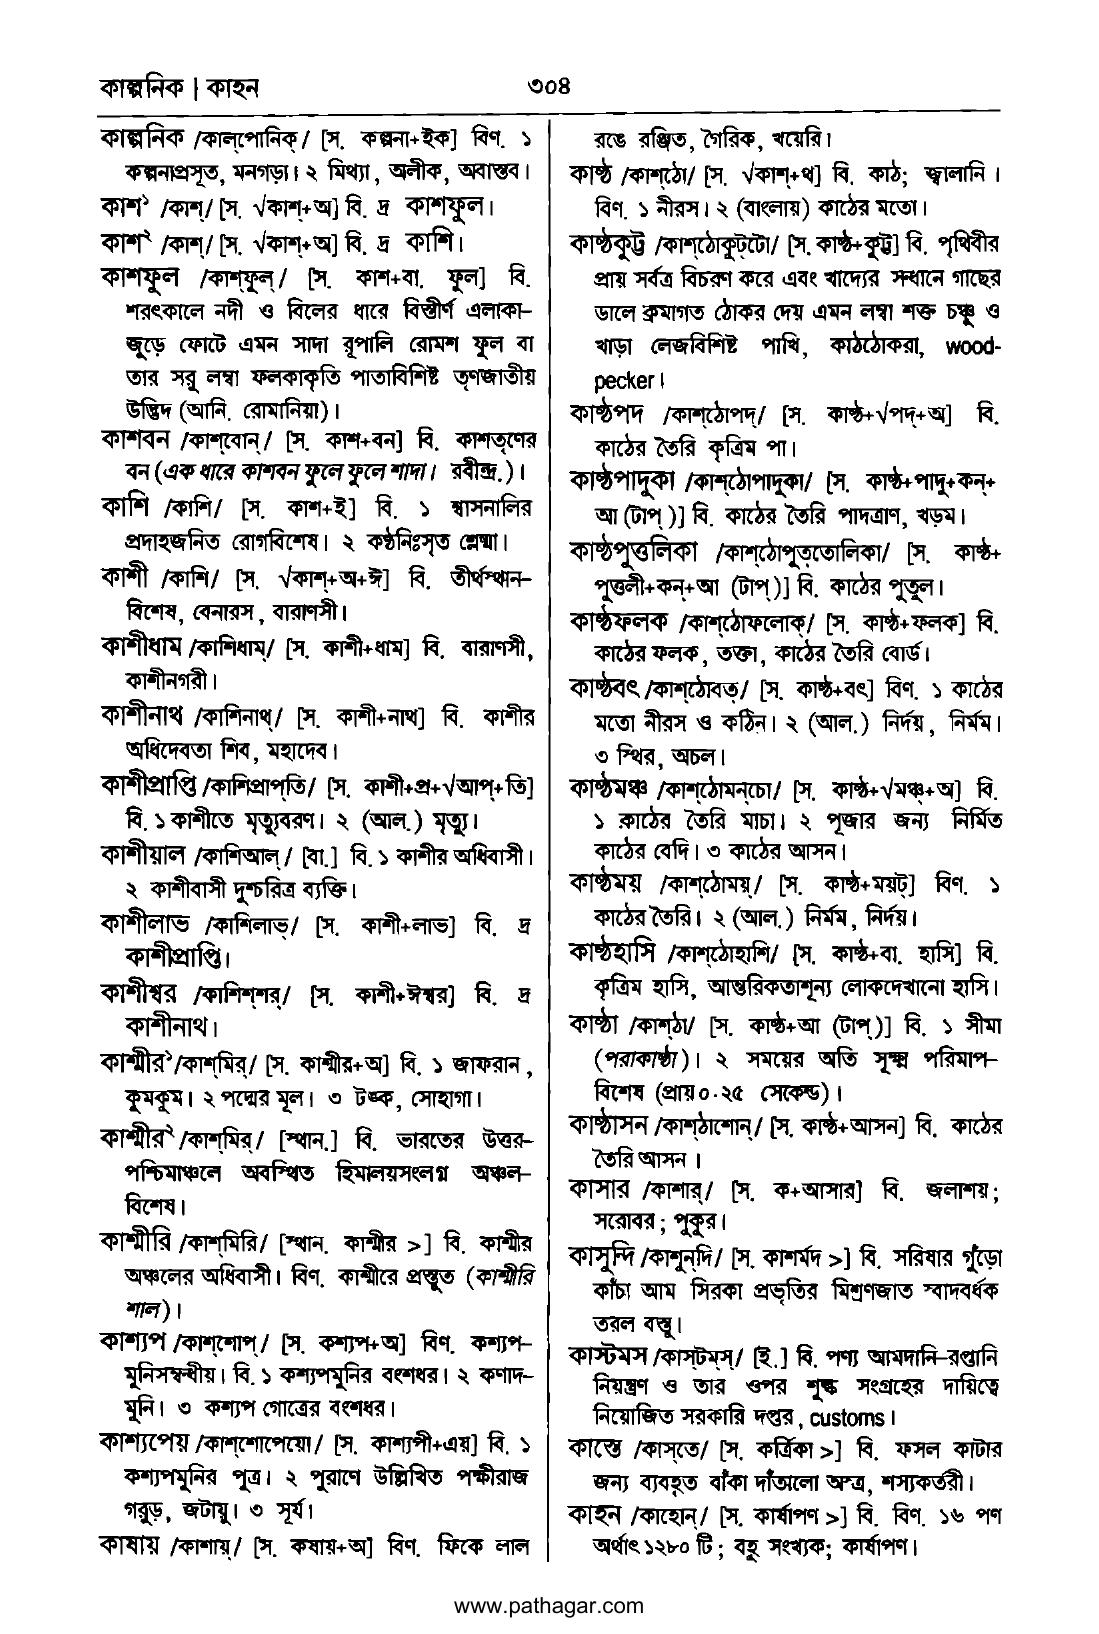 কাল্পনিক | কাহন
৩০৪
কাল্পনিক /কাল্‌পোনিক্‌/ [স. কল্পনা+ইক] বিণ. ১
কল্পনাপ্রসূত, মনগড়া। ২ মিথ্যা, অলীক, অবাস্তব।
কাশ১ /কাশ্‌/ [স. √কাশ্‌+অ] বি. দ্র কাশফুল।
কাশ২ /কাশ্‌/ [স. √কাশ্‌+অ] বি. দ্র কাশি।
কাশফুল /কাশ্‌ফুল্‌/ [স. কাশ+বা. ফুল] বি.
শরৎকালে নদী ও বিলের ধারে বিস্তীর্ণ এলাকা-
জুড়ে ফোটে এমন সাদা রূপালি রোমশ ফুল বা
তার সরু লম্বা ফলকাকৃতি পাতাবিশিষ্ট তৃণজাতীয়
উদ্ভিদ (আনি. রোমানিয়া)।
কাশবন /কাশ্‌বোন্‌/ [স. কাশ+বন] বি. কাশতৃণের
বন (এক ধারে কাশবন ফুলে ফুলে শাদা। রবীন্দ্র.)।
কাশি /কাশি/ [স. কাশ+ই] বি. ১ শ্বাসনালির
প্রদাহজনিত রোগবিশেষ। ২ কণ্ঠনিঃসৃত শ্লেষ্মা।
কাশী /কাশি/ [স. √কাশ্‌+অ+ঈ] বি. তীর্থস্থান-
বিশেষ, বেনারস, বারাণসী।
কাশীধাম /কাশিধাম্‌/ [স. কাশী+ধাম] বি. বারাণসী,
কাশীনগরী।
কাশীনাথ /কাশিনাথ্‌/ [স. কাশী+নাথ] বি. কাশীর
অধিদেবতা শিব, মহাদেব।
কাশীপ্রাপ্তি /কাশিপ্রাপ্‌তি/ [স. কাশী+প্র+√আপ্‌+তি]
বি. ১ কাশীতে মৃত্যুবরণ। ২ (আল.) মৃত্যু।
কাশীয়াল /কাশিআল্‌/ [বা.] বি. ১ কাশীর অধিবাসী।
২ কাশীবাসী দুশ্চরিত্র ব্যক্তি।
কাশীলাভ /কাশিলাভ্‌/ [স. কাশী+লাভ] বি. দ্র
কাশীপ্রাপ্তি।
কাশীশ্বর /কাশিশ্‌শর্‌/ [স. কাশী+ঈশ্বর] বি. দ্র
কাশীনাথ।
কাশ্মীর১ /কাশ্‌মির্‌/ [স. কাশ্মীর+অ] বি. ১ জাফরান,
কুমকুম। ২ পদ্মের মূল। ৩ টঙ্ক, সোহাগা।
কাশ্মীর২ /কাশ্‌মির্‌/ [স্থান.] বি. ভারতের উত্তর-
পশ্চিমাঞ্চলে অবস্থিত হিমালয়সংলগ্ন অঞ্চল-
বিশেষ।
কাশ্মীরি /কাশ্‌মিরি/ [স্থান. কাশ্মীর >] বি. কাশ্মীর
অঞ্চলের অধিবাসী। বিণ. কাশ্মীরে প্রস্তুত (কাশ্মীরি
শাল)।
কাশ্যপ /কাশ্‌শোপ্‌/ [স. কশ্যপ+অ] বিণ. কশ্যপ-
মুনিসম্বন্ধীয়। বি. ১ কশ্যপমুনির বংশধর। ২ কণাদ-
মুনি। ৩ কশ্যপ গোত্রের বংশধর।
কাশ্যপেয় /কাশ্‌শোপেয়ো/ [স. কাশ্যপী+এয়] বি. ১
কশ্যপমুনির পুত্র। ২ পুরাণে উল্লিখিত পক্ষীরাজ
গরুড়, জটায়ু। ৩ সূর্য।
কাষায় /কাশায়্‌/ [স. কষায়+অ] বিণ. ফিকে লাল
রঙে রঞ্জিত, গৈরিক, খয়েরি।
কাষ্ঠ /কাশ্‌ঠো/ [স. √কাশ্‌+থ] বি. কাঠ; জ্বালানি।
বিণ. ১ নীরস। ২ (বাংলায়) কাঠের মতো।
কাষ্ঠকুট্ট /কাশ্‌ঠোকুট্‌টো/ [স. কাষ্ঠ+কুট্ট] বি. পৃথিবীর
প্রায় সর্বত্র বিচরণ করে এবং খাদ্যের সন্ধানে গাছের
ডালে ক্রমাগত ঠোকর দেয় এমন লম্বা শক্ত চঞ্চু ও
খাড়া লেজবিশিষ্ট পাখি, কাঠঠোকরা, wood-
pecker।
কাষ্ঠপদ /কাশ্‌ঠোপদ্‌/ [স. কাষ্ঠ+√পদ্‌+অ] বি.
কাঠের তৈরি কৃত্রিম পা।
কাষ্ঠপাদুকা /কাশ্‌ঠোপাদুকা/ [স. কাষ্ঠ+পাদু+কন্‌+
আ (টাপ্‌)] বি. কাঠের তৈরি পাদত্রাণ, খড়ম।
কাষ্ঠপুত্তলিকা /কাশ্‌ঠোপুত্‌তোলিকা/ [স. কাষ্ঠ+
পুত্তলী+কন্‌+আ (টাপ্‌)] বি. কাঠের পুতুল।
কাষ্ঠফলক /কাশ্‌ঠোফলোক্‌/ [স. কাষ্ঠ+ফলক] বি.
কাঠের ফলক, তক্তা, কাঠের তৈরি বোর্ড।
কাষ্ঠবৎ /কাশ্‌ঠোবত্‌/ [স. কাষ্ঠ+বৎ] বিণ. ১ কাঠের
মতো নীরস ও কঠিন। ২ (আল.) নির্দয়, নির্মম।
৩ স্থির, অচল।
কাষ্ঠমঞ্চ /কাশ্‌ঠোমন্‌চো/ [স. কাষ্ঠ+√মঞ্চ্‌+অ] বি.
১ কাঠের তৈরি মাচা। ২ পূজার জন্য নির্মিত
কাঠের বেদি। ৩ কাঠের আসন।
কাষ্ঠময় /কাশ্‌ঠোময়্‌/ [স. কাষ্ঠ+ময়ট্‌] বিণ. ১
কাঠের তৈরি। ২ (আল.) নির্মম, নির্দয়।
কাষ্ঠহাসি /কাশ্‌ঠোহাশি/ [স. কাষ্ঠ+বা. হাসি] বি.
কৃত্রিম হাসি, আন্তরিকতাশূন্য লোকদেখানো হাসি।
কাষ্ঠা /কাশ্‌ঠা/ [স. কাষ্ঠ+আ (টাপ্‌)] বি. ১ সীমা
(পরাকাষ্ঠা)। ২ সময়ের অতি সূক্ষ্ম পরিমাপ-
বিশেষ (প্রায় ০.২৫ সেকেন্ড)।
কাষ্ঠাসন /কাশ্‌ঠাশোন্‌/ [স. কাষ্ঠ+আসন] বি. কাঠের
তৈরি আসন।
কাসার /কাশার্‌/ [স. ক+আসার] বি. জলাশয়;
সরোবর; পুকুর।
কাসুন্দি /কাশুন্‌দি/ [স. কাশর্মদ >] বি. সরিষার গুঁড়ো
কাঁচা আম সিরকা প্রভৃতির মিশ্রণজাত স্বাদবর্ধক
তরল বস্তু।
কাস্টমস /কাস্‌টম্‌স্‌/ [ই.] বি. পণ্য আমদানি-রপ্তানি
নিয়ন্ত্রণ ও তার ওপর শুল্ক সংগ্রহের দায়িত্বে
নিয়োজিত সরকারি দপ্তর, customs।
কাস্তে /কাস্‌তে/ [স. কর্ত্রিকা >] বি. ফসল কাটার
জন্য ব্যবহৃত বাঁকা দাঁতালো অস্ত্র, শস্যকর্তরী।
কাহন /কাহোন্‌/ [স. কার্ষাপণ >] বি. বিণ. ১৬ পণ
অর্থাৎ ১২৮০ টি; বহু সংখ্যক; কার্ষাপণ।
www.pathagar.com